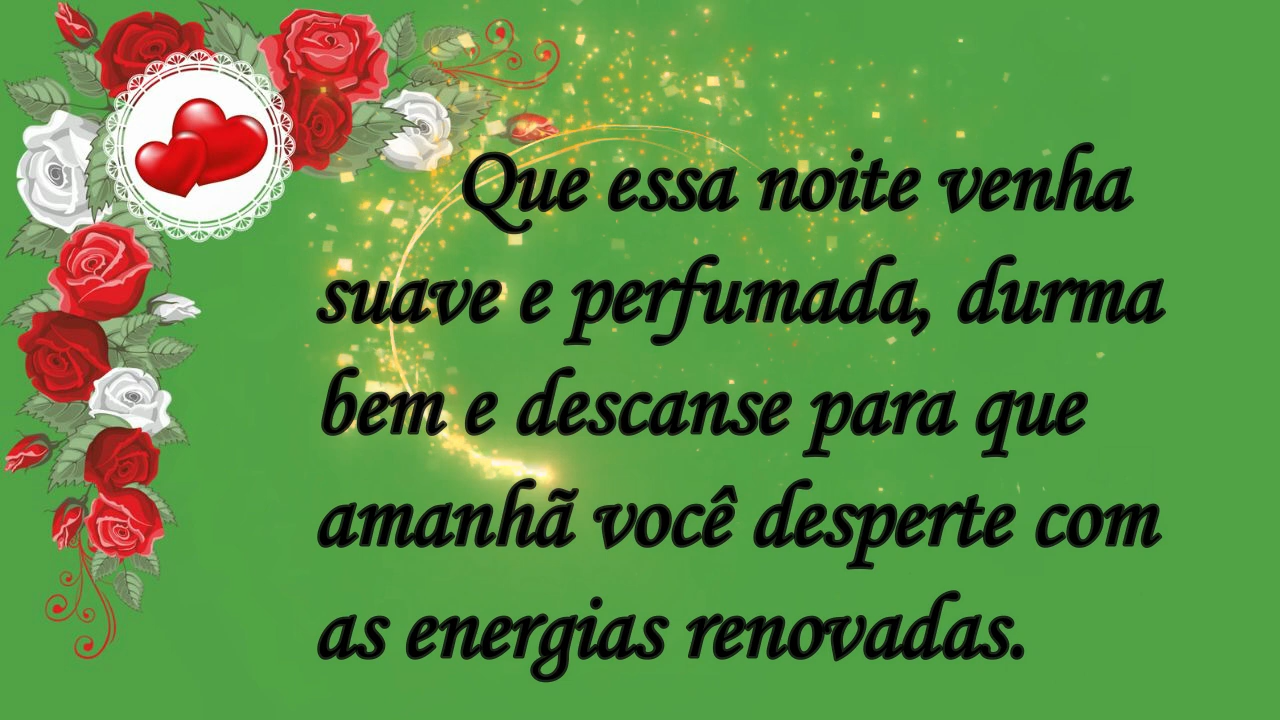 Que essa noite venha
suave e perfumada, durma
bem e descanse para que
amanhã você desperte com
as energias renovadas.